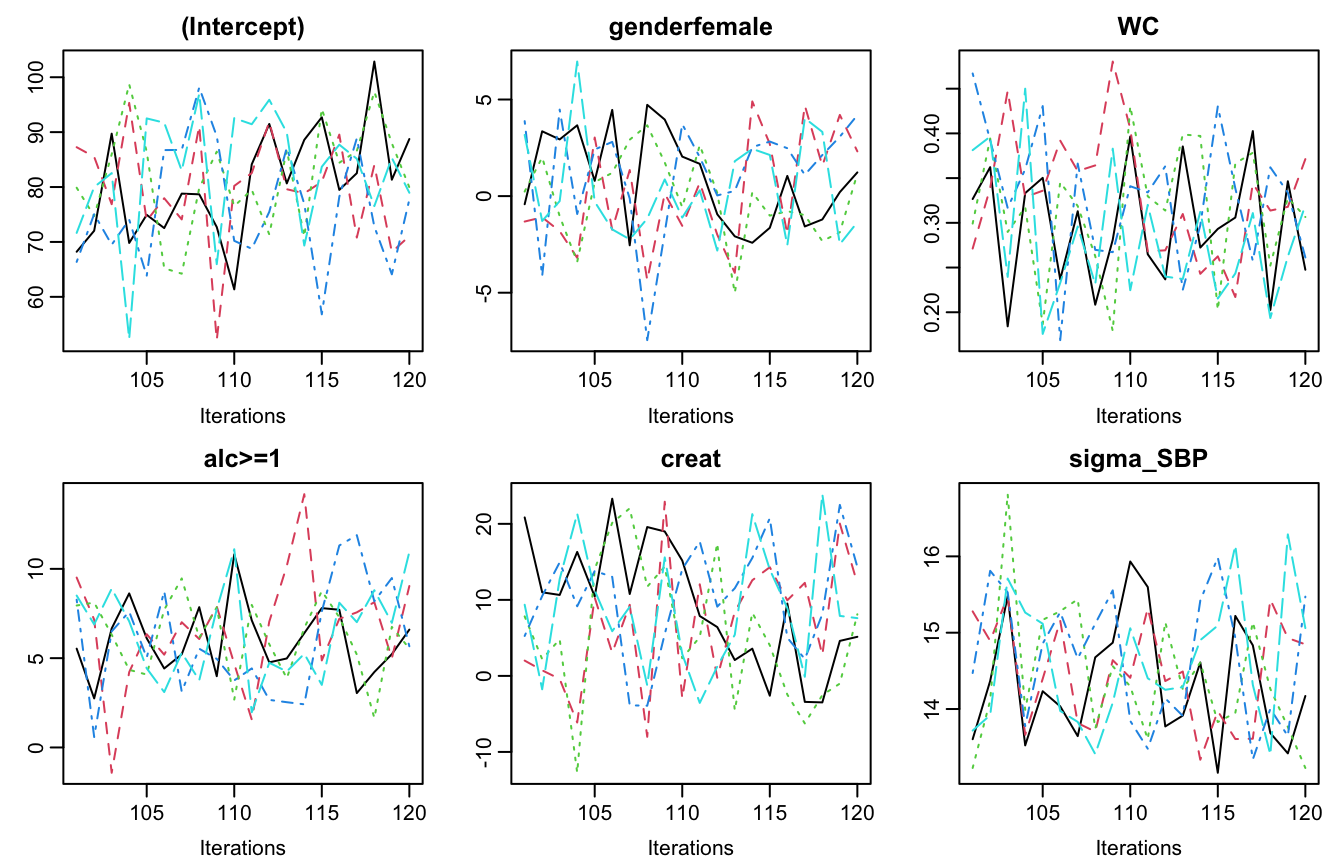 (Intercept)
genderfemale
WC
100
90
80
70
60
5
0
-5
0.40
0.30
0.20
105 110 115 120
105 110 115 120
105 110 115 120
Iterations
Iterations
Iterations
alc>=1
creat
sigma_SBP
10
5
0
20
10
0
-10
16
15
14
105 110 115 120
105 110 115 120
105 110 115 120
Iterations
Iterations
Iterations